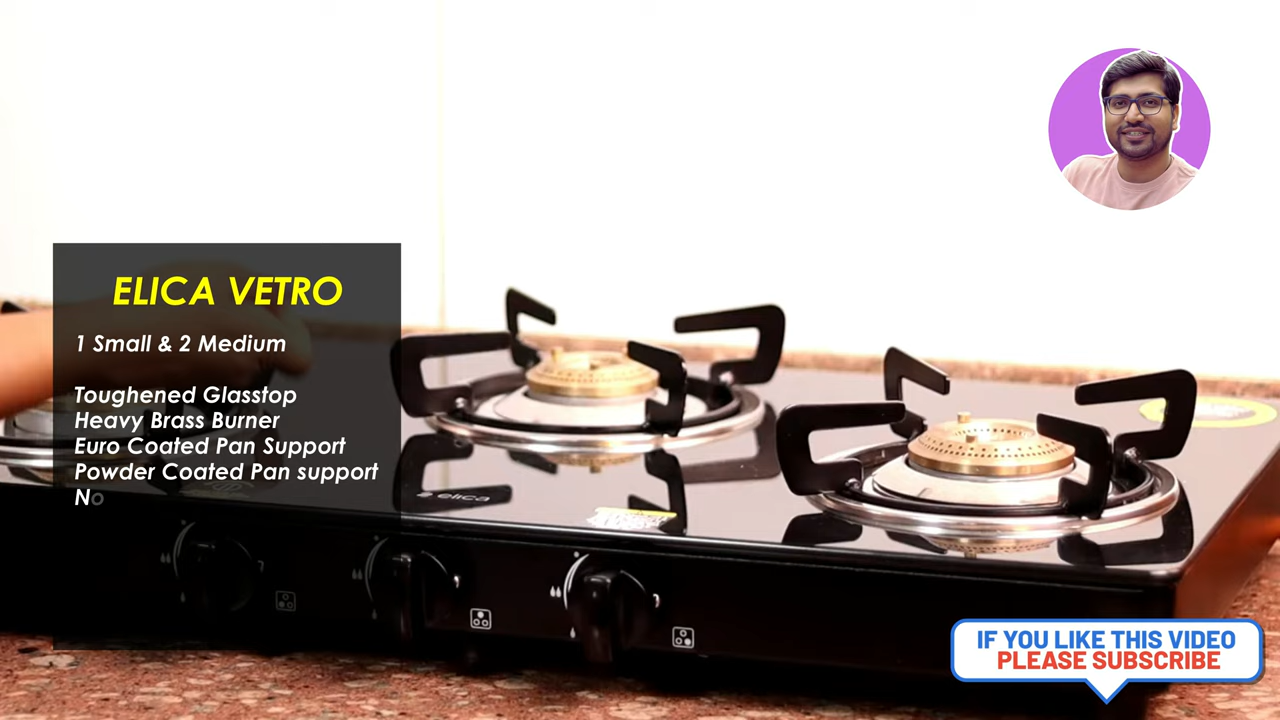 ELICA VETRO
1 Small & 2 Medium
Toughened Glasstop
Heavy Brass Burner
Euro Coated Pan Support
Powder Coated Pan support
No
elica
IF YOU LIKE THIS VIDEO
PLEASE SUBSCRIBE